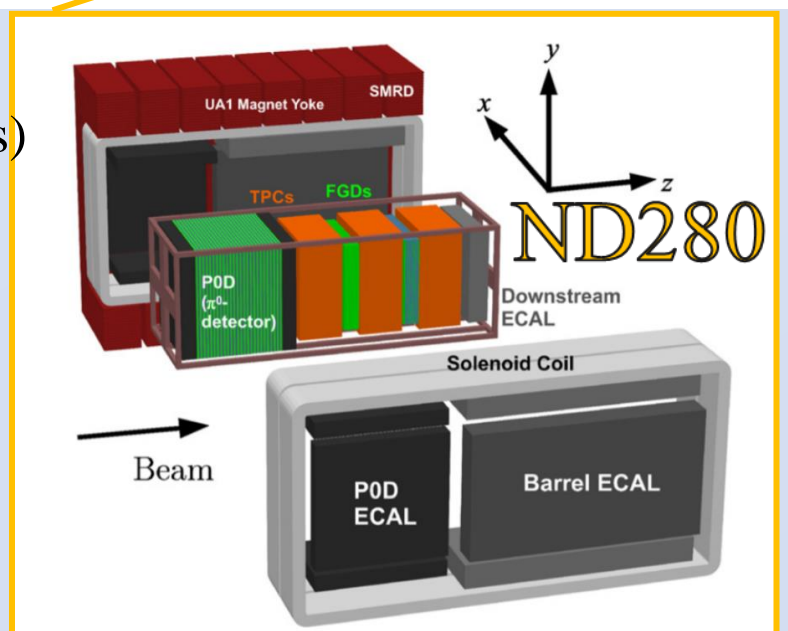 s)
UA1 Magnet Yoke
SMRD
y
x
z
TPCs
FGDs
ND280
P0D
(π⁰-
detector)
Downstream
ECAL
Solenoid Coil
Beam
P0D
ECAL
Barrel ECAL